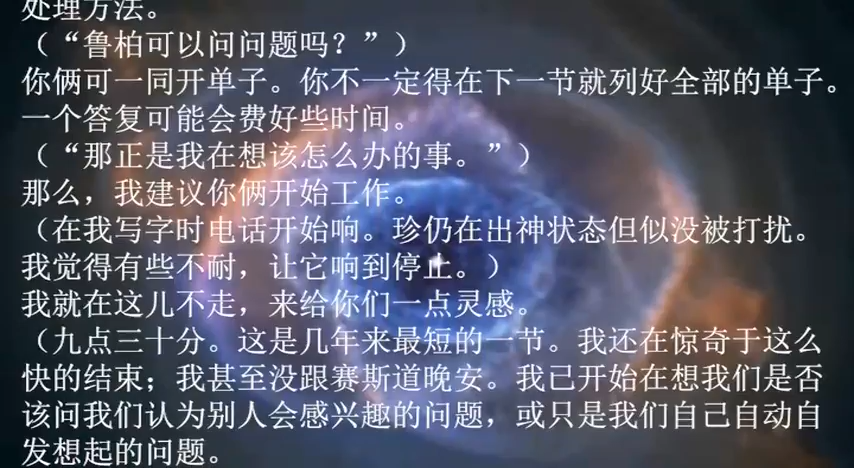 处理方法。
（“鲁柏可以问问题吗？”）
你俩可一同开单子。你不一定得在下一节就列好全部的单子。
一个答复可能会费好些时间。
（“那正是我在想该怎么办的事。”）
那么，我建议你俩开始工作。
（在我写字时电话开始响。珍仍在出神状态但似没被打扰。
我觉得有些不耐，让它响到停止。）
我就在这儿不走，来给你们一点灵感。
（九点三十分。这是几年来最短的一节。我还在惊奇于这么
快的结束；我甚至没跟赛斯道晚安。我已开始在想我们是否
该问我们认为别人会感兴趣的问题，或只是我们自己自动自
发想起的问题。